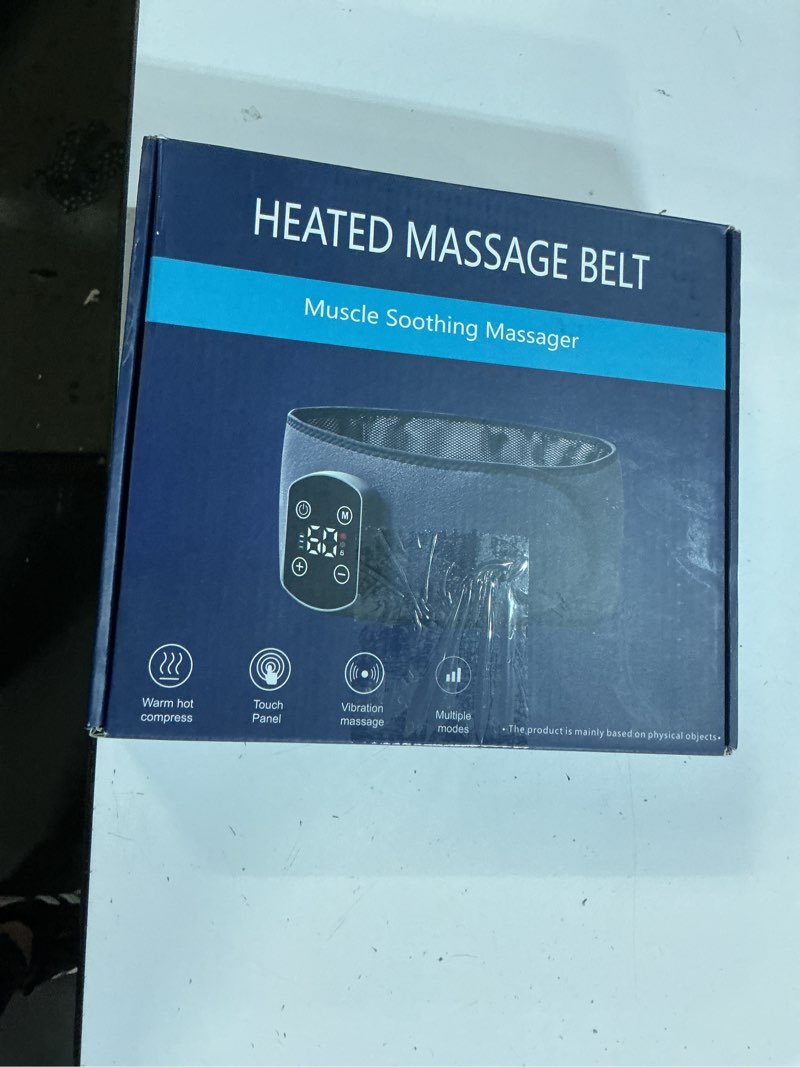 HEATED MASSAGE BELT
Muscle Soothing Massager
M
60
+
−
Warm hot
compress
Touch
Panel
Vibration
massage
Multiple
modes
• The product is mainly based on physical objects•